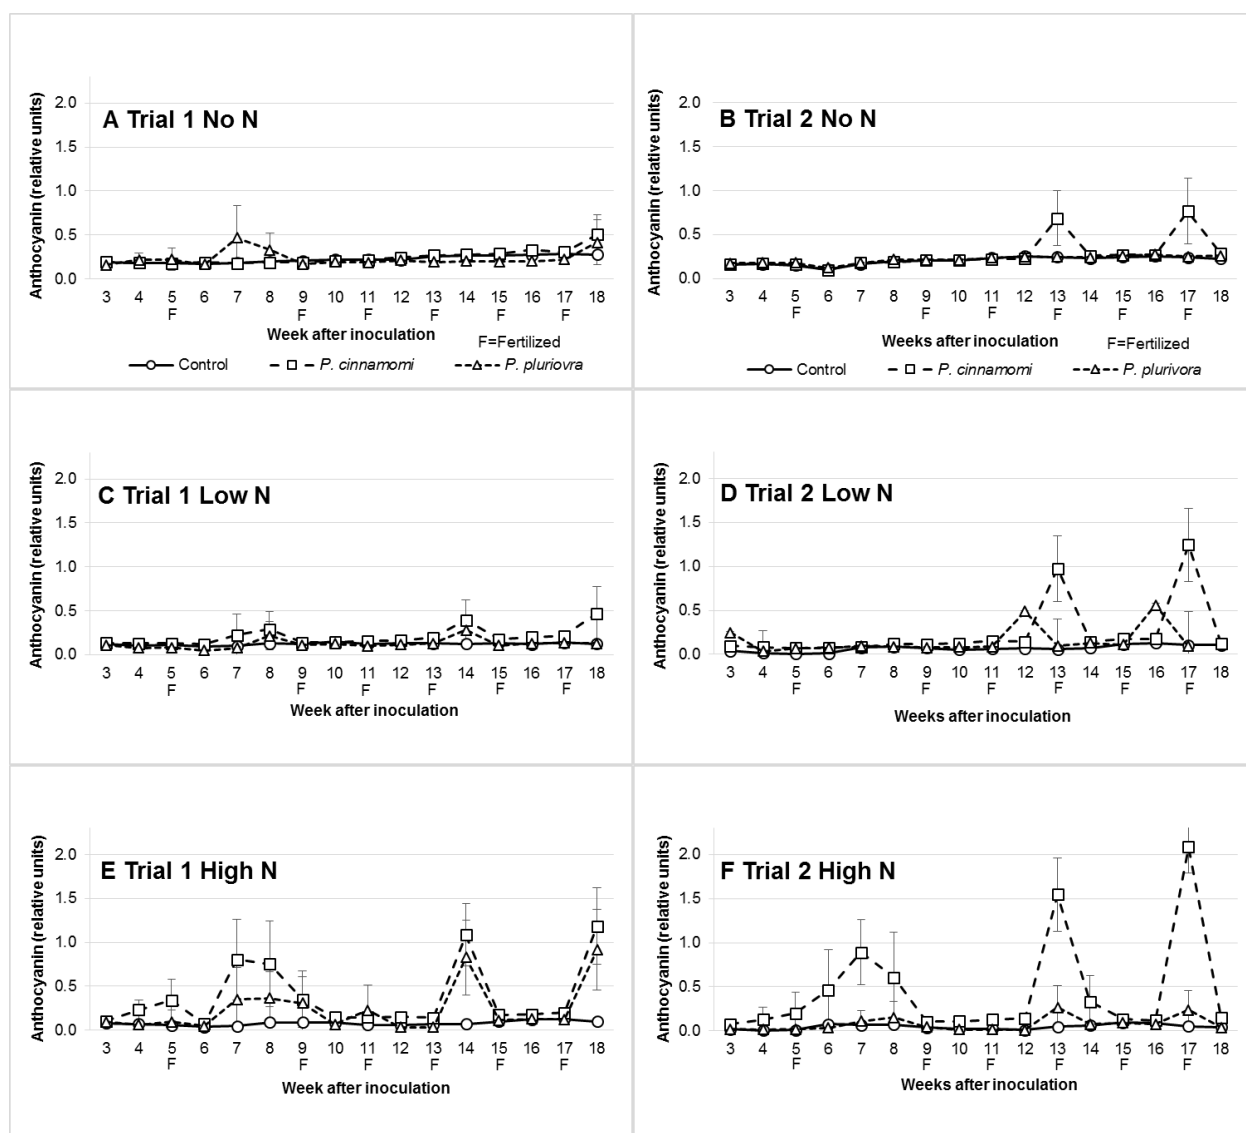 A Trial 1 No N
Anthocyanin (relative units)
2.0
1.5
1.0
0.5
0.0
3 4 5 6 7 8 9 10 11 12 13 14 15 16 17 18
F F F F F F F
Week after inoculation
F=Fertilized
Control P. cinnamomi P. pluriovra
B Trial 2 No N
Anthocyanin (relative units)
2.0
1.5
1.0
0.5
0.0
3 4 5 6 7 8 9 10 11 12 13 14 15 16 17 18
F F F F F F
Weeks after inoculation
F=Fertilized
Control P. cinnamomi P. plurivora
C Trial 1 Low N
Anthocyanin (relative units)
2.0
1.5
1.0
0.5
0.0
3 4 5 6 7 8 9 10 11 12 13 14 15 16 17 18
F F F F F F
Week after inoculation
D Trial 2 Low N
Anthocyanin (relative units)
2.0
1.5
1.0
0.5
0.0
3 4 5 6 7 8 9 10 11 12 13 14 15 16 17 18
F F F F F F
Weeks after inoculation
E Trial 1 High N
Anthocyanin (relative units)
2.0
1.5
1.0
0.5
0.0
3 4 5 6 7 8 9 10 11 12 13 14 15 16 17 18
F F F F F F
Week after inoculation
F Trial 2 High N
Anthocyanin (relative units)
2.0
1.5
1.0
0.5
0.0
3 4 5 6 7 8 9 10 11 12 13 14 15 16 17 18
F F F F F F
Weeks after inoculation